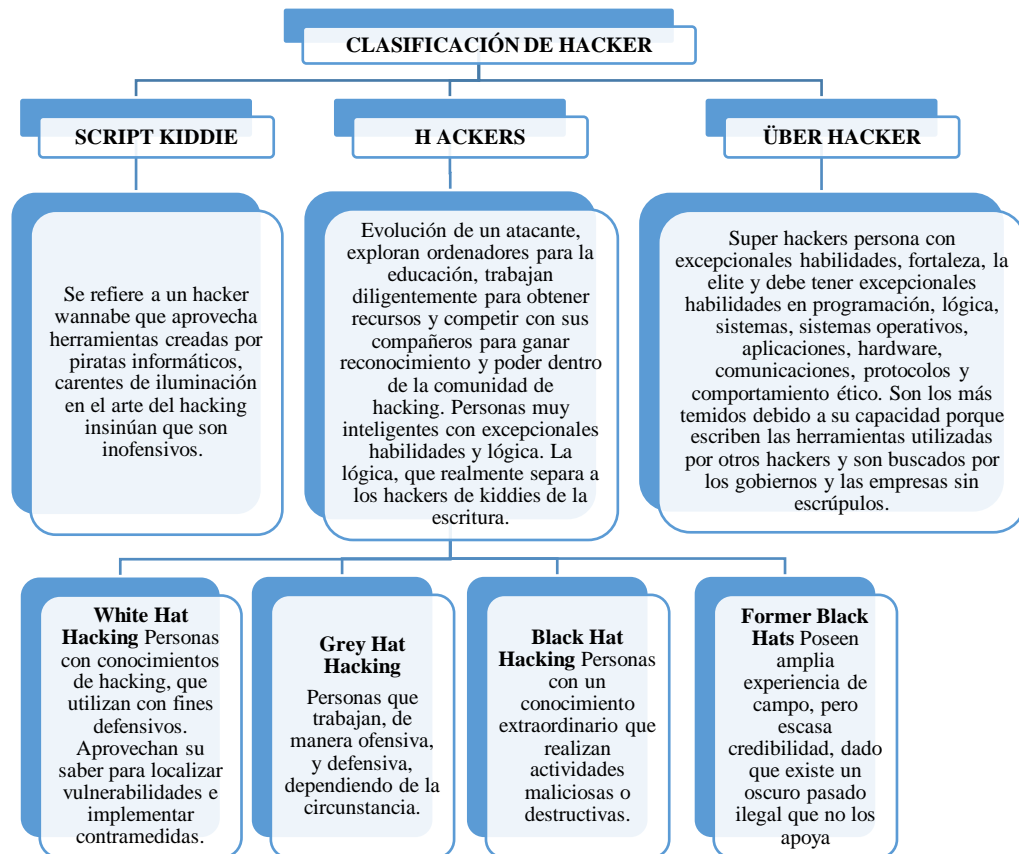 CLASIFICACIÓN DE HACKER
SCRIPT KIDDIE
Se refiere a un hacker
wannabe que aprovecha
herramientas creadas por
piratas informáticos,
carentes de iluminación
en el arte del hacking
insinúan que son
inofensivos.
H ACKERS
Evolución de un atacante,
exploran ordenadores para la
educación, trabajan
diligentemente para obtener
recursos y competir con sus
compañeros para ganar
reconocimiento y poder dentro
de la comunidad de
hacking. Personas muy
inteligentes con excepcionales
habilidades y lógica. La
lógica, que realmente separa a
los hackers de kiddies de la
escritura.
ÜBER HACKER
Super hackers persona con
excepcionales habilidades, fortaleza, la
elite y debe tener excepcionales
habilidades en programación, lógica,
sistemas, sistemas operativos,
aplicaciones, hardware,
comunicaciones, protocolos y
comportamiento ético. Son los más
temidos debido a su capacidad porque
escriben las herramientas utilizadas
por otros hackers y son buscados por
los gobiernos y las empresas sin
escrúpulos.
White Hat
Hacking Personas
con conocimientos
de hacking, que
utilizan con fines
defensivos.
Aprovechan su
saber para localizar
vulnerabilidades e
implementar
contramedidas.
Grey Hat
Hacking
Personas que
trabajan, de
manera ofensiva,
y defensiva,
dependiendo de la
circunstancia.
Black Hat
Hacking Personas
con un
conocimiento
extraordinario que
realizan
actividades
maliciosas o
destructivas.
Former Black
Hats Poseen
amplia
experiencia de
campo, pero
escasa
credibilidad, dado
que existe un
oscuro pasado
ilegal que no los
apoya